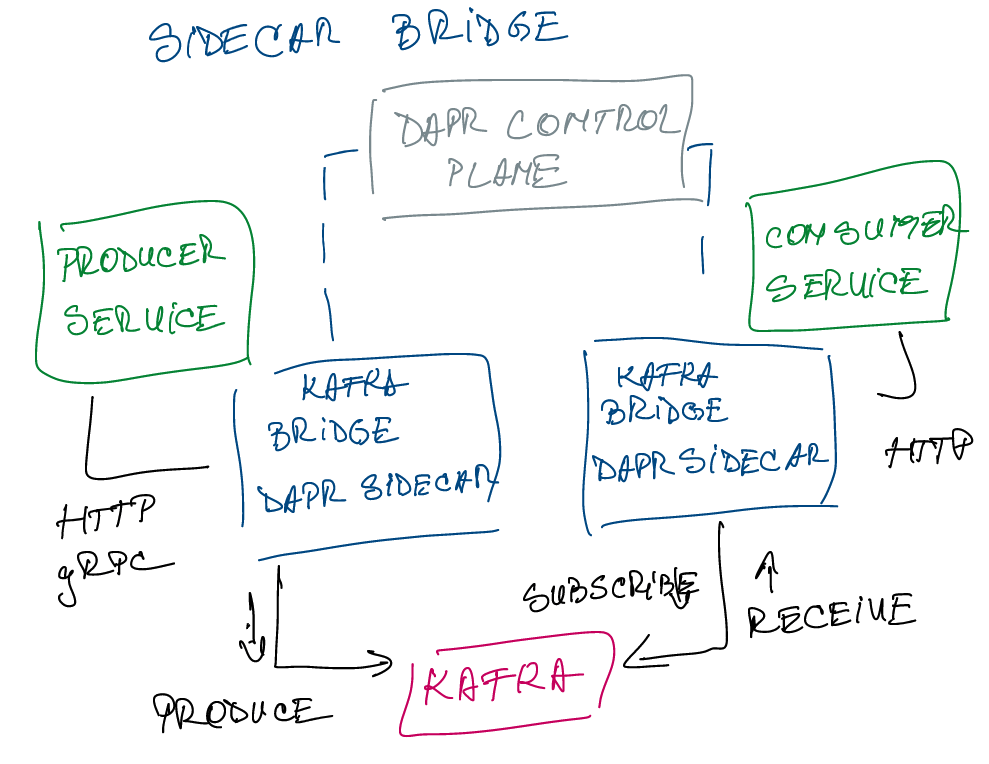 SIDECAR BRIDGE
DAPR CONTROL
PLANE
PRODUCER
SERVICE
CONSUMER
SERVICE
KAFKA
BRIDGE
DAPR SIDECAR
KAFKA
BRIDGE
DAPR SIDECAR
HTTP
HTTP
gRPC
SUBSCRIBE
RECEIVE
KAFKA
PRODUCE